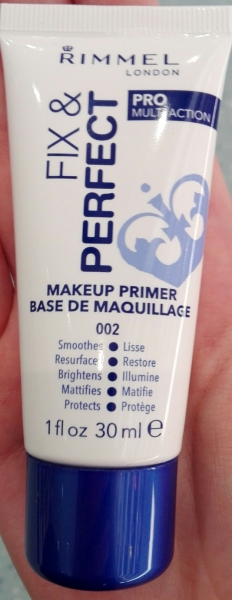 RIMMEL
LONDON
FIX &
PERFECT
PRO
MULTI ACTION
MAKEUP PRIMER
BASE DE MAQUILLAGE
002
Smoothes • Lisse
Resurface • Restore
Brightens • Illumine
Mattifies • Matifie
Protects • Protège
1 fl oz 30 ml e